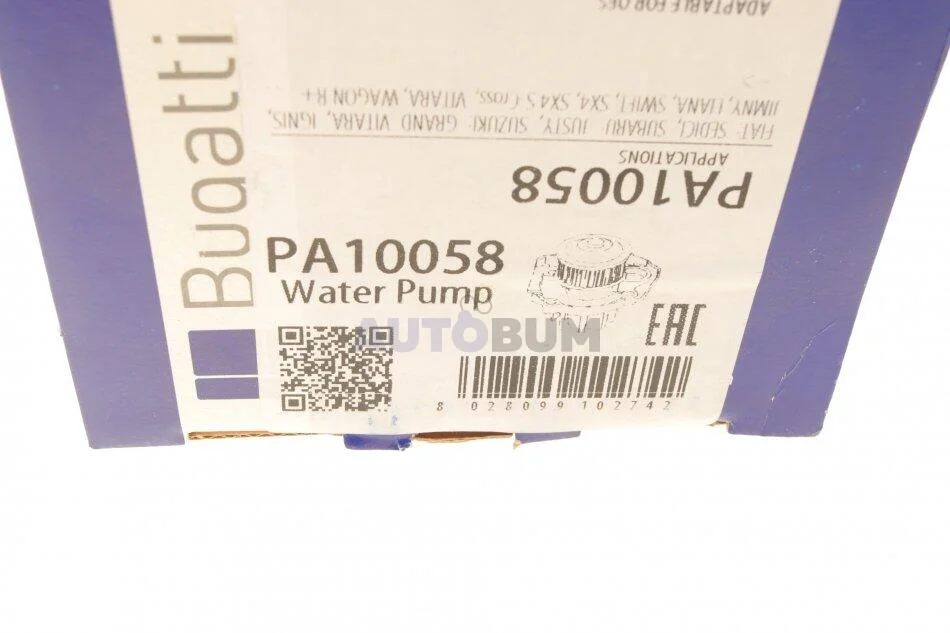 ADAPTABLE FOR OES
FIAT: SEDICI, SUBARU: JUSTY, SUZUKI: GRAND VITARA, IGNIS,
JIMNY, LIANA, SWIFT, SX4, SX4 S Cross, VITARA, WAGON R+
APPLICATIONS
PA10058
Bugatti
PA10058
Water Pump
AUTOBUM
EAC
8 028099 102742